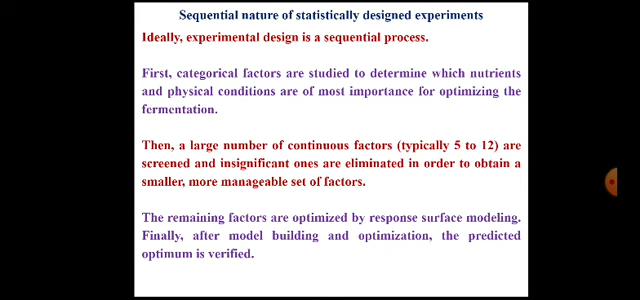 Sequential nature of statistically designed experiments
Ideally, experimental design is a sequential process.
First, categorical factors are studied to determine which nutrients
and physical conditions are of most importance for optimizing the
fermentation.
Then, a large number of continuous factors (typically 5 to 12) are
screened and insignificant ones are eliminated in order to obtain a
smaller, more manageable set of factors.
The remaining factors are optimized by response surface modeling.
Finally, after model building and optimization, the predicted
optimum is verified.